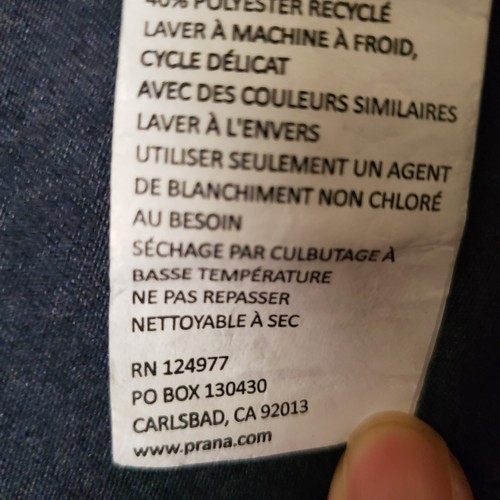 40% POLYESTER RECYCLÉ
LAVER À MACHINE À FROID,
CYCLE DÉLICAT
AVEC DES COULEURS SIMILAIRES
LAVER À L'ENVERS
UTILISER SEULEMENT UN AGENT
DE BLANCHIMENT NON CHLORÉ
AU BESOIN
SÉCHAGE PAR CULBUTAGE À
BASSE TEMPÉRATURE
NE PAS REPASSER
NETTOYABLE À SEC
RN 124977
PO BOX 130430
CARLSBAD, CA 92013
www.prana.com